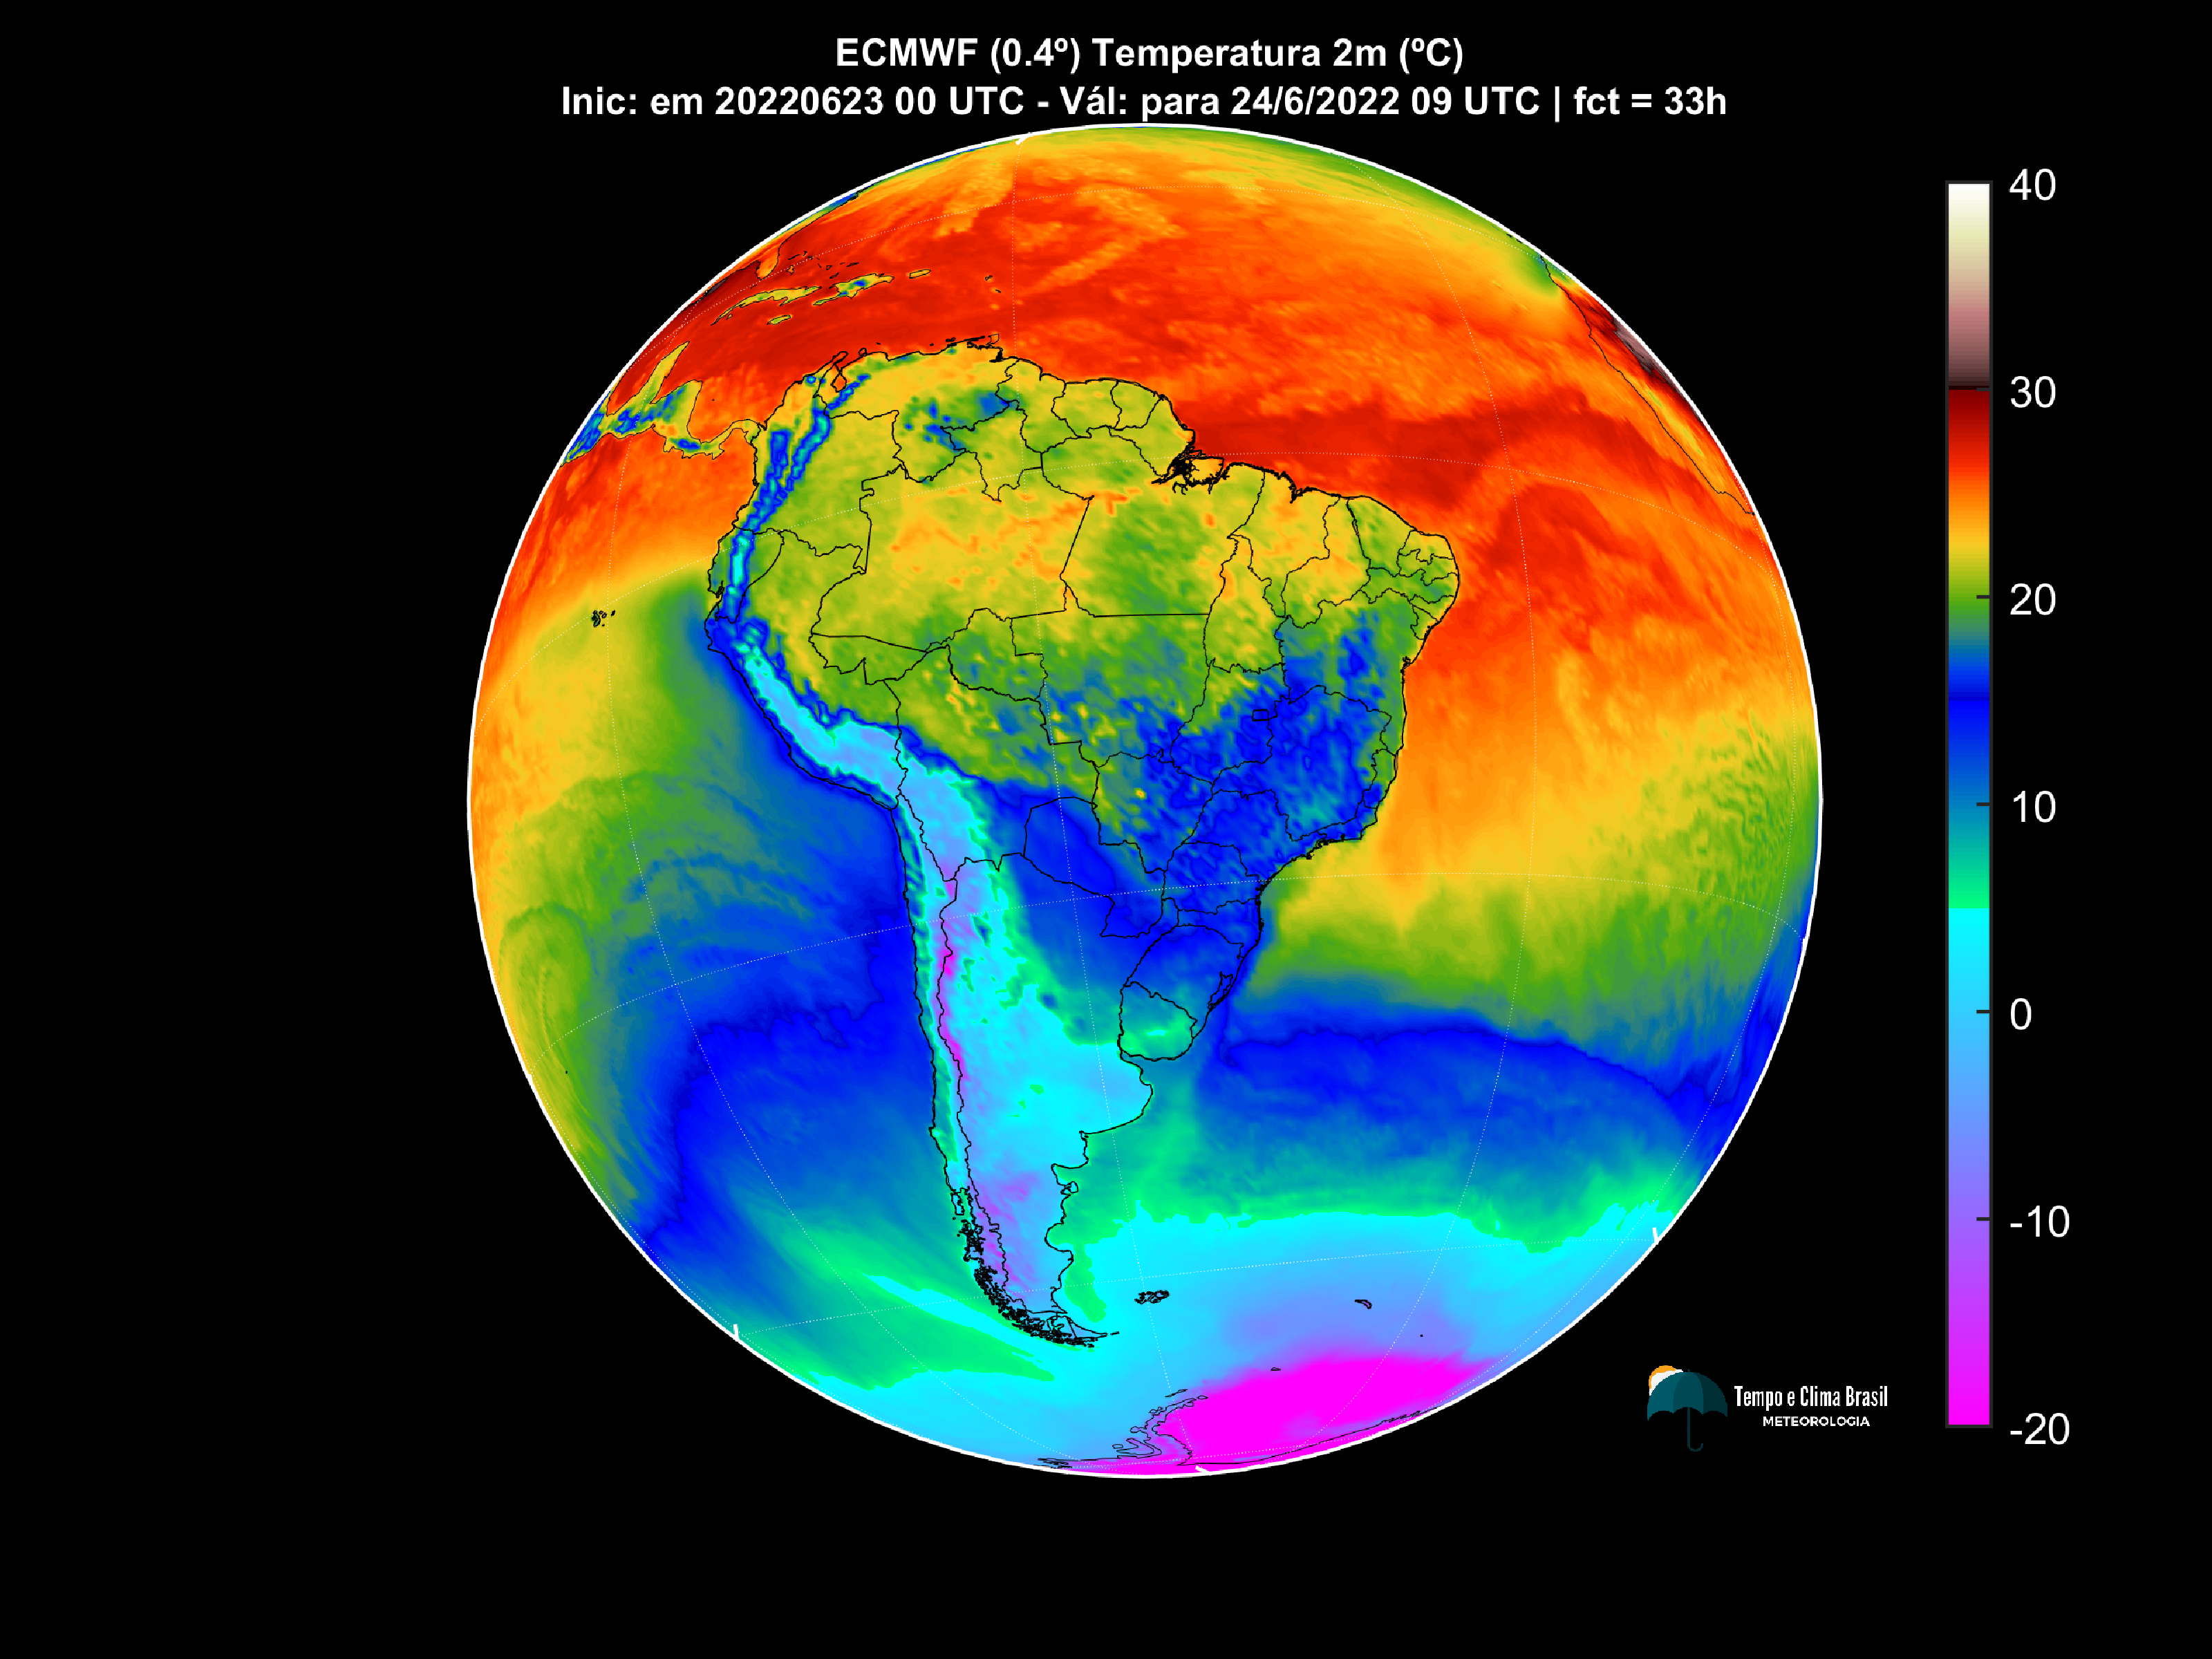 ECMWF (0.4º) Temperatura 2m (ºC)
Inic: em 20220623 00 UTC - Vál: para 24/6/2022 09 UTC | fct = 33h
40
30
20
10
0
-10
-20
Tempo e Clima Brasil
METEOROLOGIA